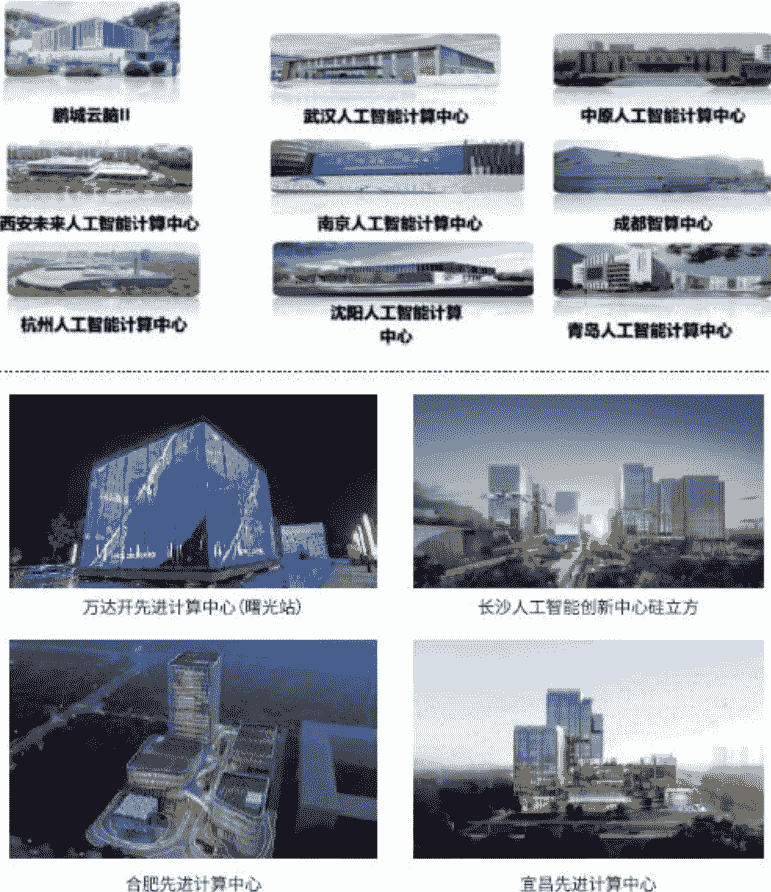 鹏城云脑II
武汉人工智能计算中心
中原人工智能计算中心
西安未来人工智能计算中心
南京人工智能计算中心
成都智算中心
杭州人工智能计算中心
沈阳人工智能计算
中心
青岛人工智能计算中心
万达开先进计算中心(曙光站)
长沙人工智能创新中心硅立方
合肥先进计算中心
宜昌先进计算中心